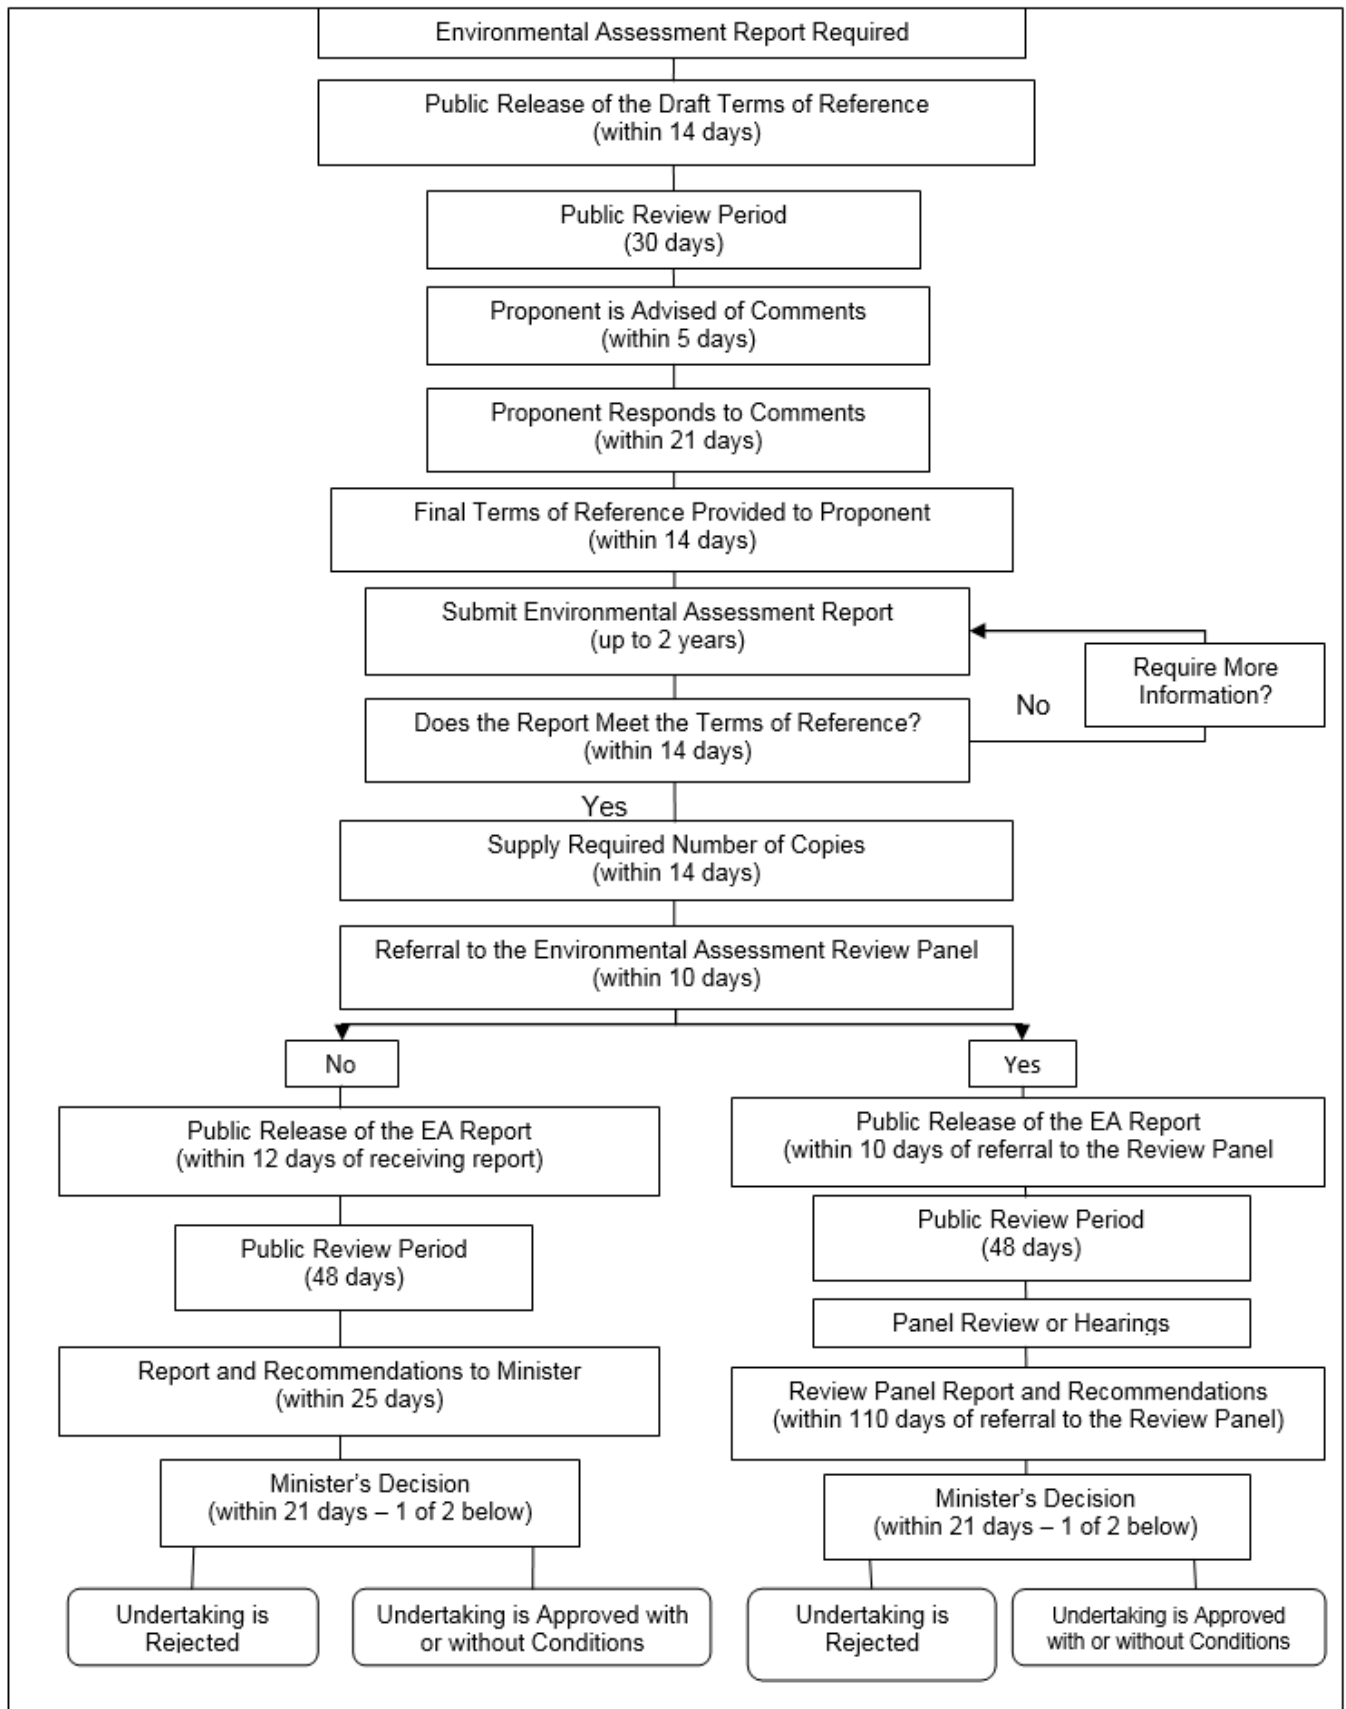 Environmental Assessment Report Required
Public Release of the Draft Terms of Reference
(within 14 days)
Public Review Period
(30 days)
Proponent is Advised of Comments
(within 5 days)
Proponent Responds to Comments
(within 21 days)
Final Terms of Reference Provided to Proponent
(within 14 days)
Submit Environmental Assessment Report
(up to 2 years)
Require More
Information?
No
Does the Report Meet the Terms of Reference?
(within 14 days)
Yes
Supply Required Number of Copies
(within 14 days)
Referral to the Environmental Assessment Review Panel
(within 10 days)
No
Public Release of the EA Report
(within 12 days of receiving report)
Public Review Period
(48 days)
Report and Recommendations to Minister
(within 25 days)
Minister’s Decision
(within 21 days – 1 of 2 below)
Undertaking is
Rejected
Undertaking is Approved with
or without Conditions
Yes
Public Release of the EA Report
(within 10 days of referral to the Review Panel
Public Review Period
(48 days)
Panel Review or Hearings
Review Panel Report and Recommendations
(within 110 days of referral to the Review Panel)
Minister’s Decision
(within 21 days – 1 of 2 below)
Undertaking is
Rejected
Undertaking is Approved
with or without Conditions